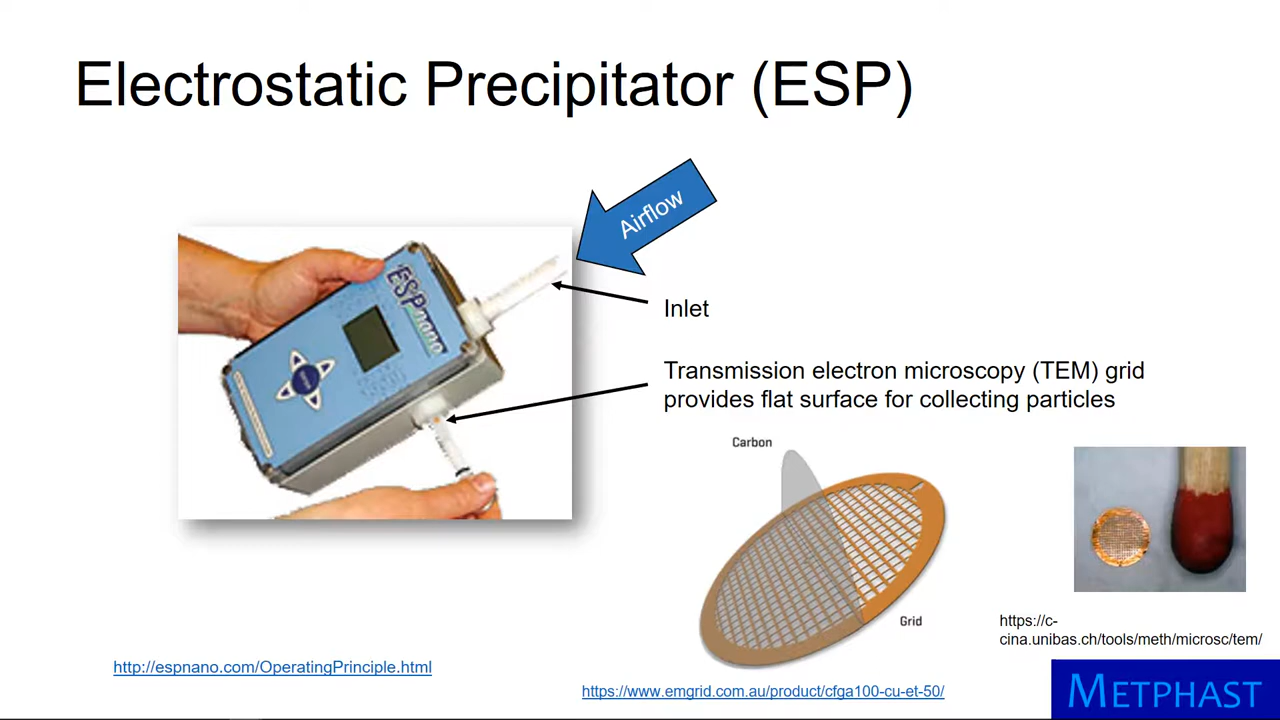 Electrostatic Precipitator (ESP)
Airflow
ESPnano
Inlet
Transmission electron microscopy (TEM) grid
provides flat surface for collecting particles
Carbon
Grid
https://c-
cina.unibas.ch/tools/meth/microsc/tem/
http://espnano.com/OperatingPrinciple.html
https://www.emgrid.com.au/product/cfga100-cu-et-50/
METPHAST